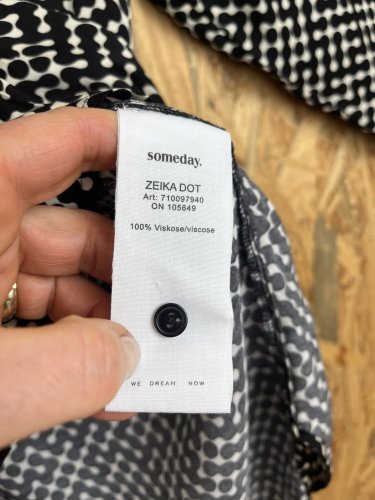 someday.
ZEIKA DOT
Art: 710097940
ON 105649
100% Viskose/viscose
WE DREAM NOW